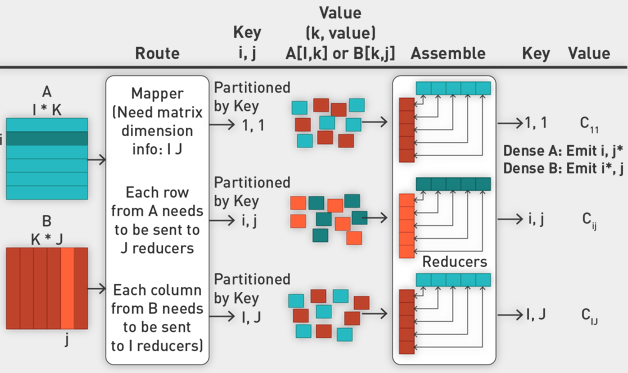 Key
i, j
Value
(k, value)
A[I,k] or B[k,j]
Route
Assemble
Key
Value
A
I * K
i
B
K * J
j
Mapper
(Need matrix
dimension
info: I J
Each row
from A needs
to be sent to
J reducers
Each column
from B needs
to be sent
to I reducers)
Partitioned
by Key
1, 1
Partitioned
by Key
i, j
Partitioned
by Key
I, J
Reducers
1, 1
C11
Dense A: Emit i, j*
Dense B: Emit i*, j
i, j
Cij
I, J
CIJ